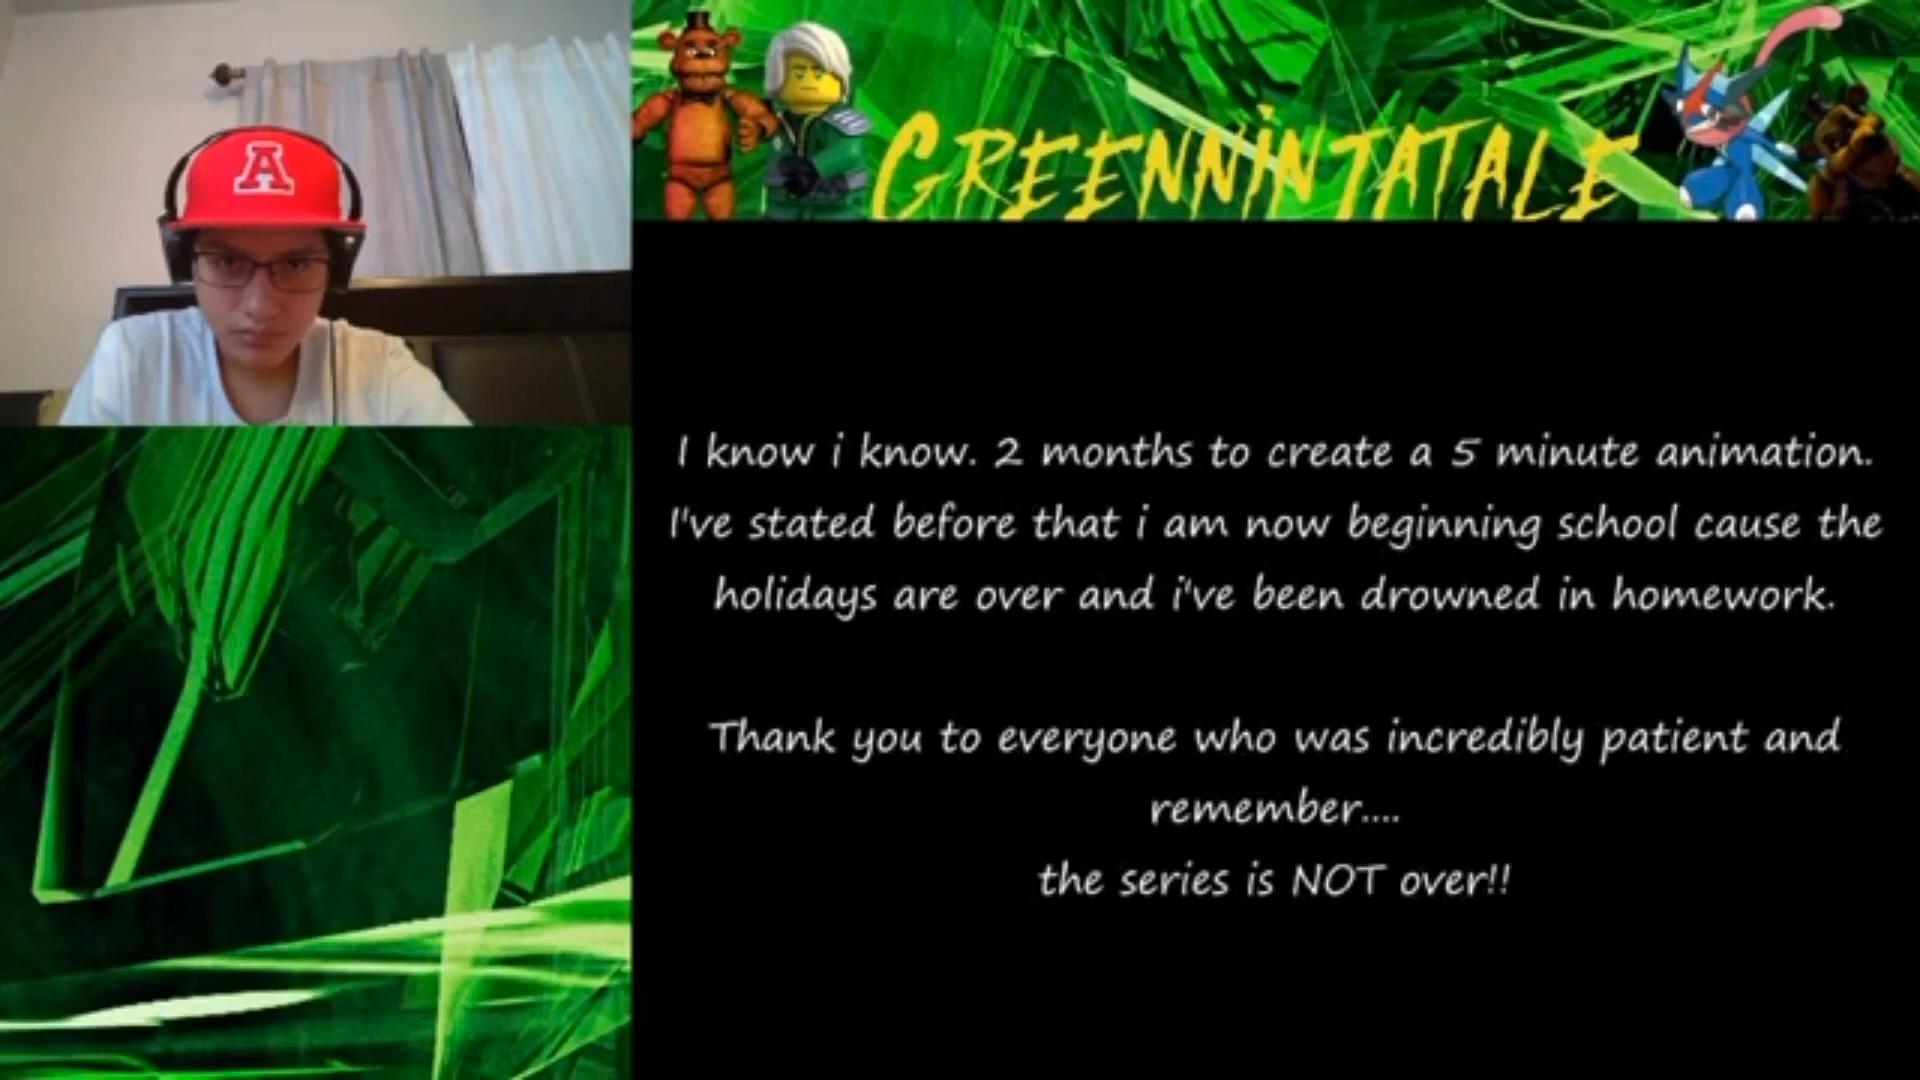 A
GREENNINJATALE
I know i know. 2 months to create a 5 minute animation.
I've stated before that i am now beginning school cause the
holidays are over and i've been drowned in homework.
Thank you to everyone who was incredibly patient and
remember....
the series is NOT over!!